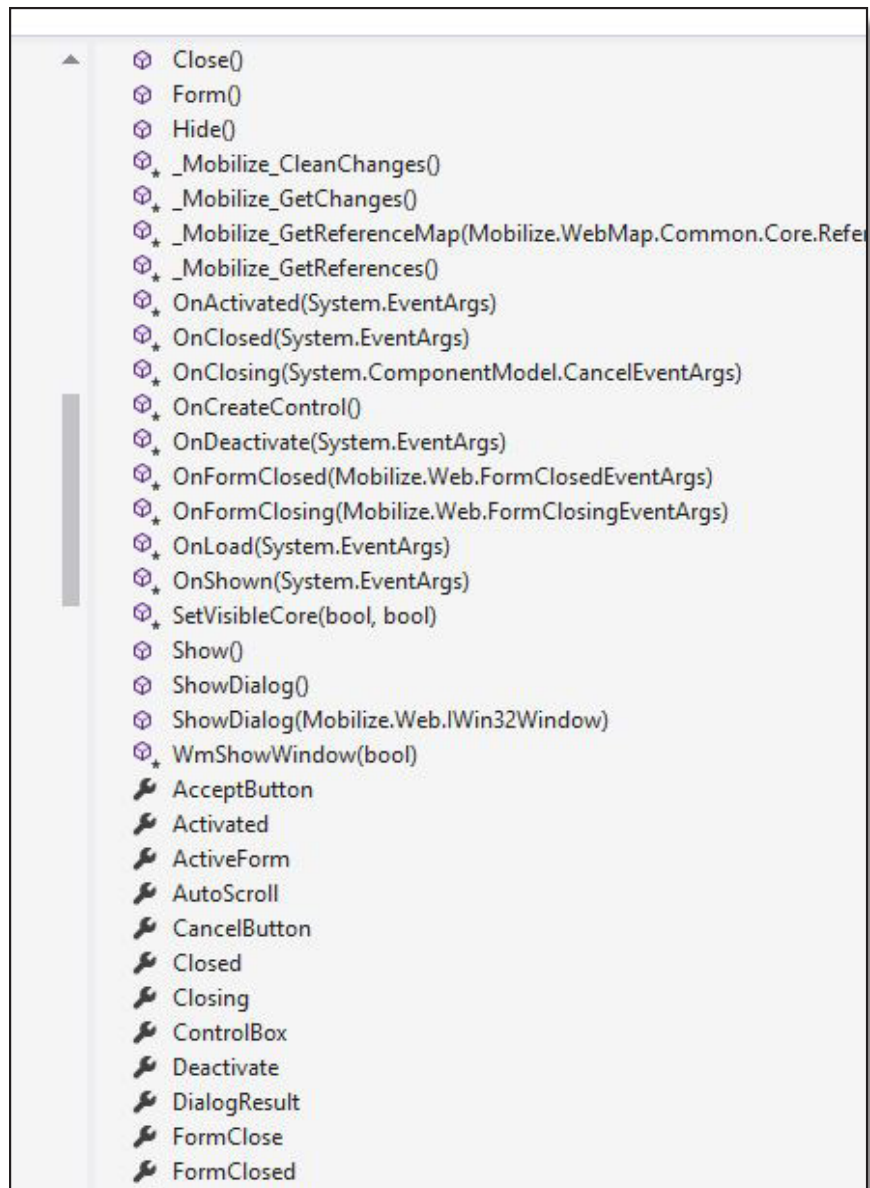 Close()
Form()
Hide()
_Mobilize_CleanChanges()
_Mobilize_GetChanges()
_Mobilize_GetReferenceMap(Mobilize.WebMap.Common.Core.Refe
_Mobilize_GetReferences()
OnActivated(System.EventArgs)
OnClosed(System.EventArgs)
OnClosing(System.ComponentModel.CancelEventArgs)
OnCreateControl()
OnDeactivate(System.EventArgs)
OnFormClosed(Mobilize.Web.FormClosedEventArgs)
OnFormClosing(Mobilize.Web.FormClosingEventArgs)
OnLoad(System.EventArgs)
OnShown(System.EventArgs)
SetVisibleCore(bool, bool)
Show()
ShowDialog()
ShowDialog(Mobilize.Web.IWin32Window)
WmShowWindow(bool)
AcceptButton
Activated
ActiveForm
AutoScroll
CancelButton
Closed
Closing
ControlBox
Deactivate
DialogResult
FormClose
FormClosed